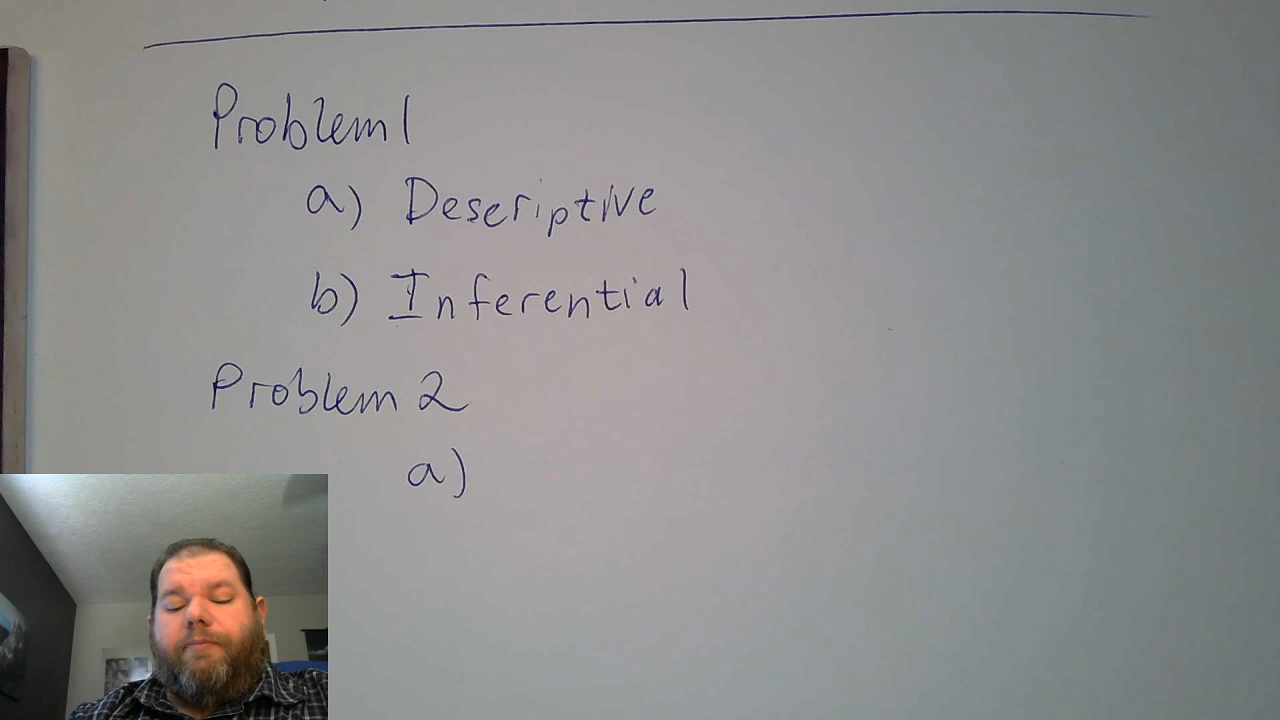 Problem 1
a) Descriptive
b) Inferential
Problem 2
a)